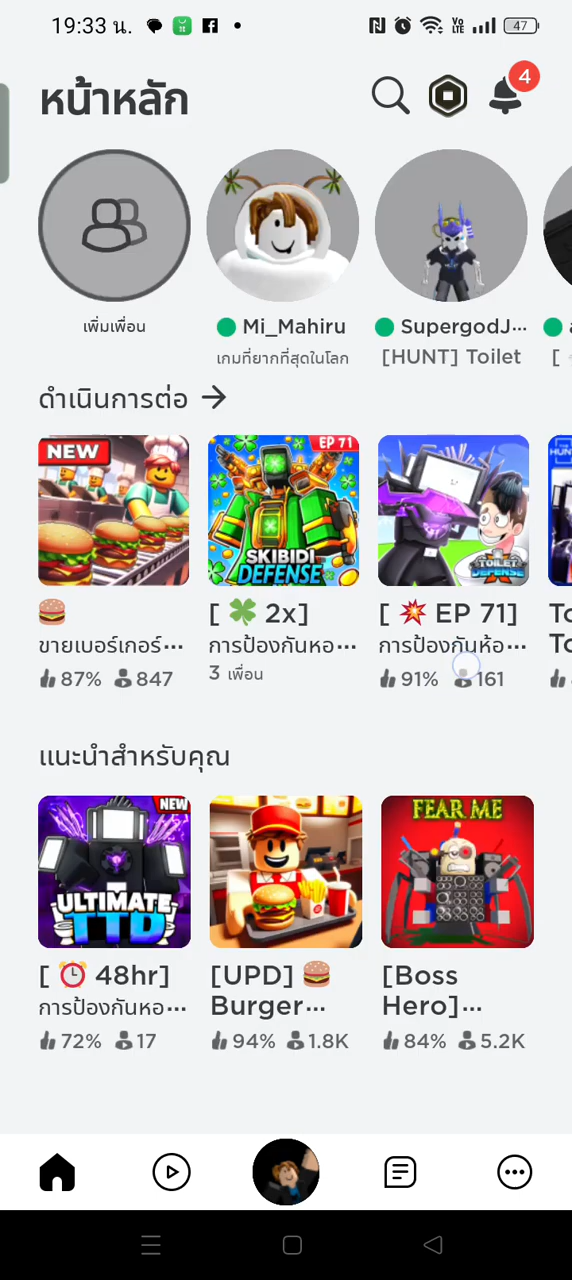 19:33 น.
Vo
LTE
47
หน้าหลัก
4
เพิ่มเพื่อน
Mi_Mahiru
SupergodJ...
เกมที่ยากที่สุดในโลก
[HUNT] Toilet
[
ดำเนินการต่อ →
NEW
EP 71
SKIBIDI
DEFENSE
TOILET
DEFENSE
🍔
[ 🍀 2x]
[ 💥 EP 71]
ขายเบอร์เกอร์...
การป้องกันหอ...
การป้องกันห้อ...
87% 847
3 เพื่อน
91% 161
แนะนำสำหรับคุณ
NEW
ULTIMATE
TTD
FEAR ME
[ ⏰ 48hr]
[UPD] 🍔
[Boss
การป้องกันหอ...
Burger...
Hero]...
72% 17
94% 1.8K
84% 5.2K